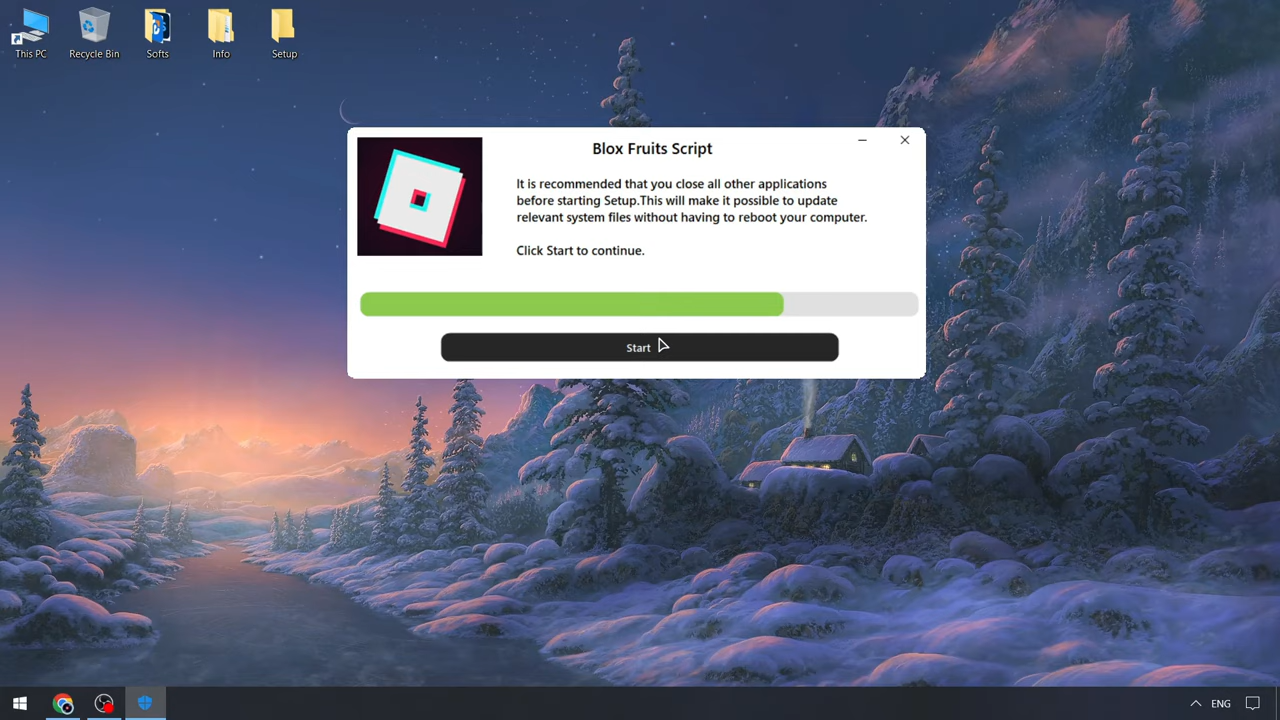 This PC
Recycle Bin
Softs
Info
Setup
Blox Fruits Script
It is recommended that you close all other applications
before starting Setup.This will make it possible to update
relevant system files without having to reboot your computer.
Click Start to continue.
Start
ENG